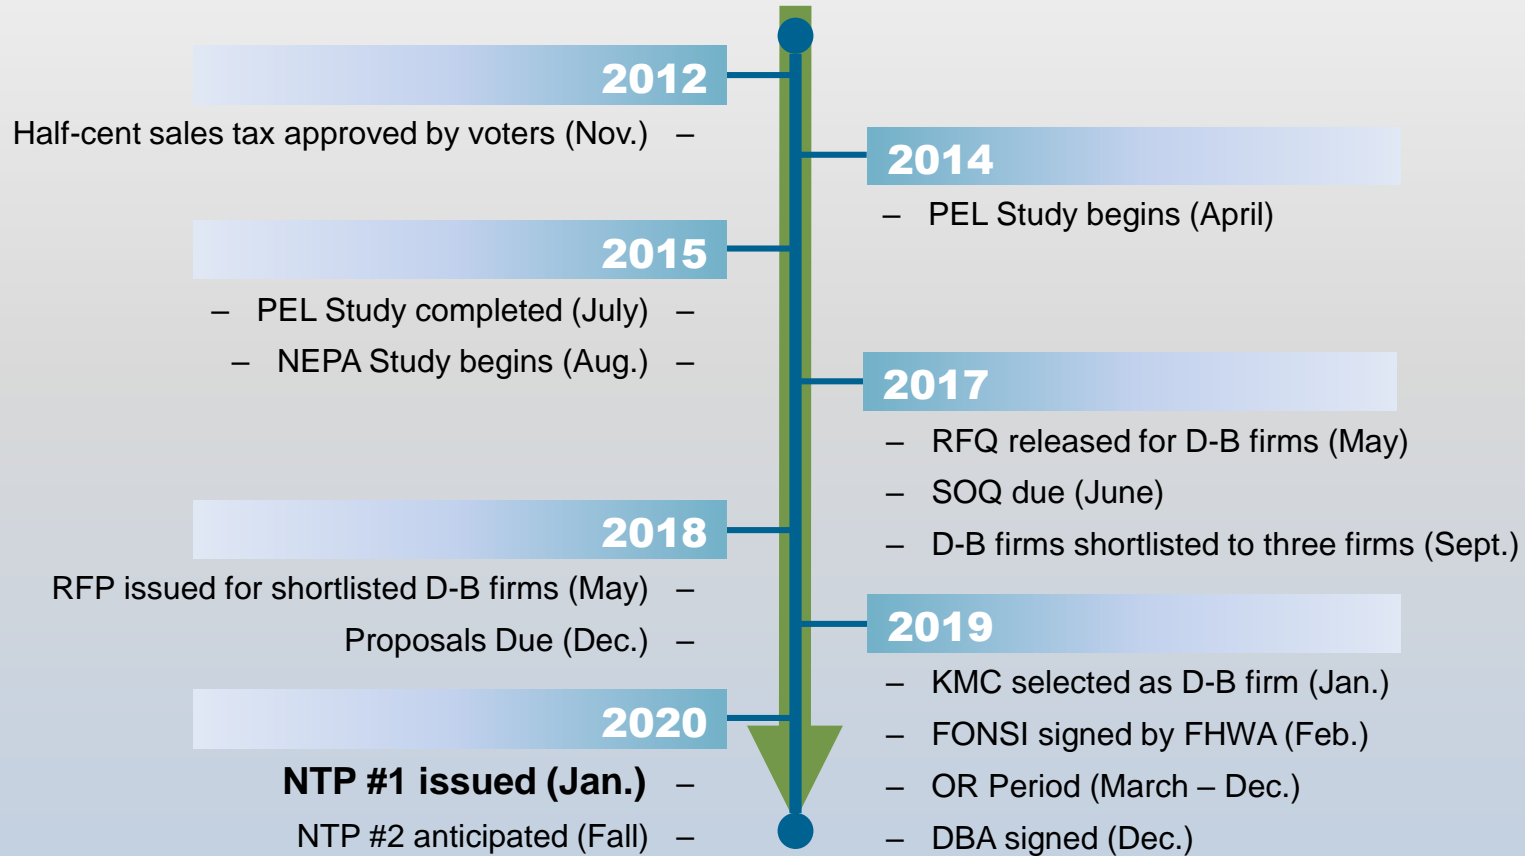 2012
Half-cent sales tax approved by voters (Nov.) –
2014
– PEL Study begins (April)
2015
– PEL Study completed (July) –
– NEPA Study begins (Aug.) –
2017
– RFQ released for D-B firms (May)
– SOQ due (June)
– D-B firms shortlisted to three firms (Sept.)
2018
RFP issued for shortlisted D-B firms (May) –
Proposals Due (Dec.) –
2019
– KMC selected as D-B firm (Jan.)
– FONSI signed by FHWA (Feb.)
– OR Period (March – Dec.)
– DBA signed (Dec.)
2020
NTP #1 issued (Jan.) –
NTP #2 anticipated (Fall) –